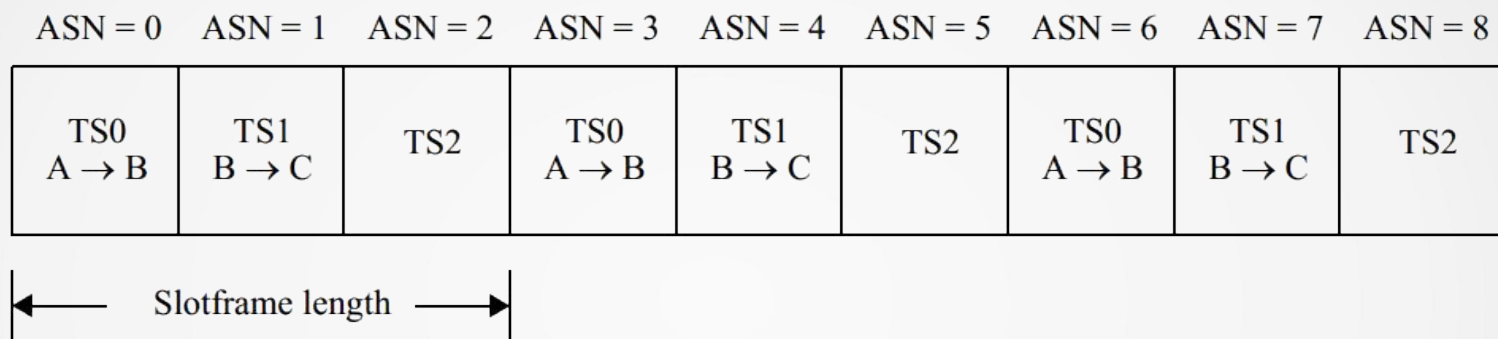 ASN = 0 ASN = 1 ASN = 2 ASN = 3 ASN = 4 ASN = 5 ASN = 6 ASN = 7 ASN = 8
TS0 TS1 TS2 TS0 TS1 TS2 TS0 TS1 TS2
A → B B → C A → B B → C A → B B → C
Slotframe length